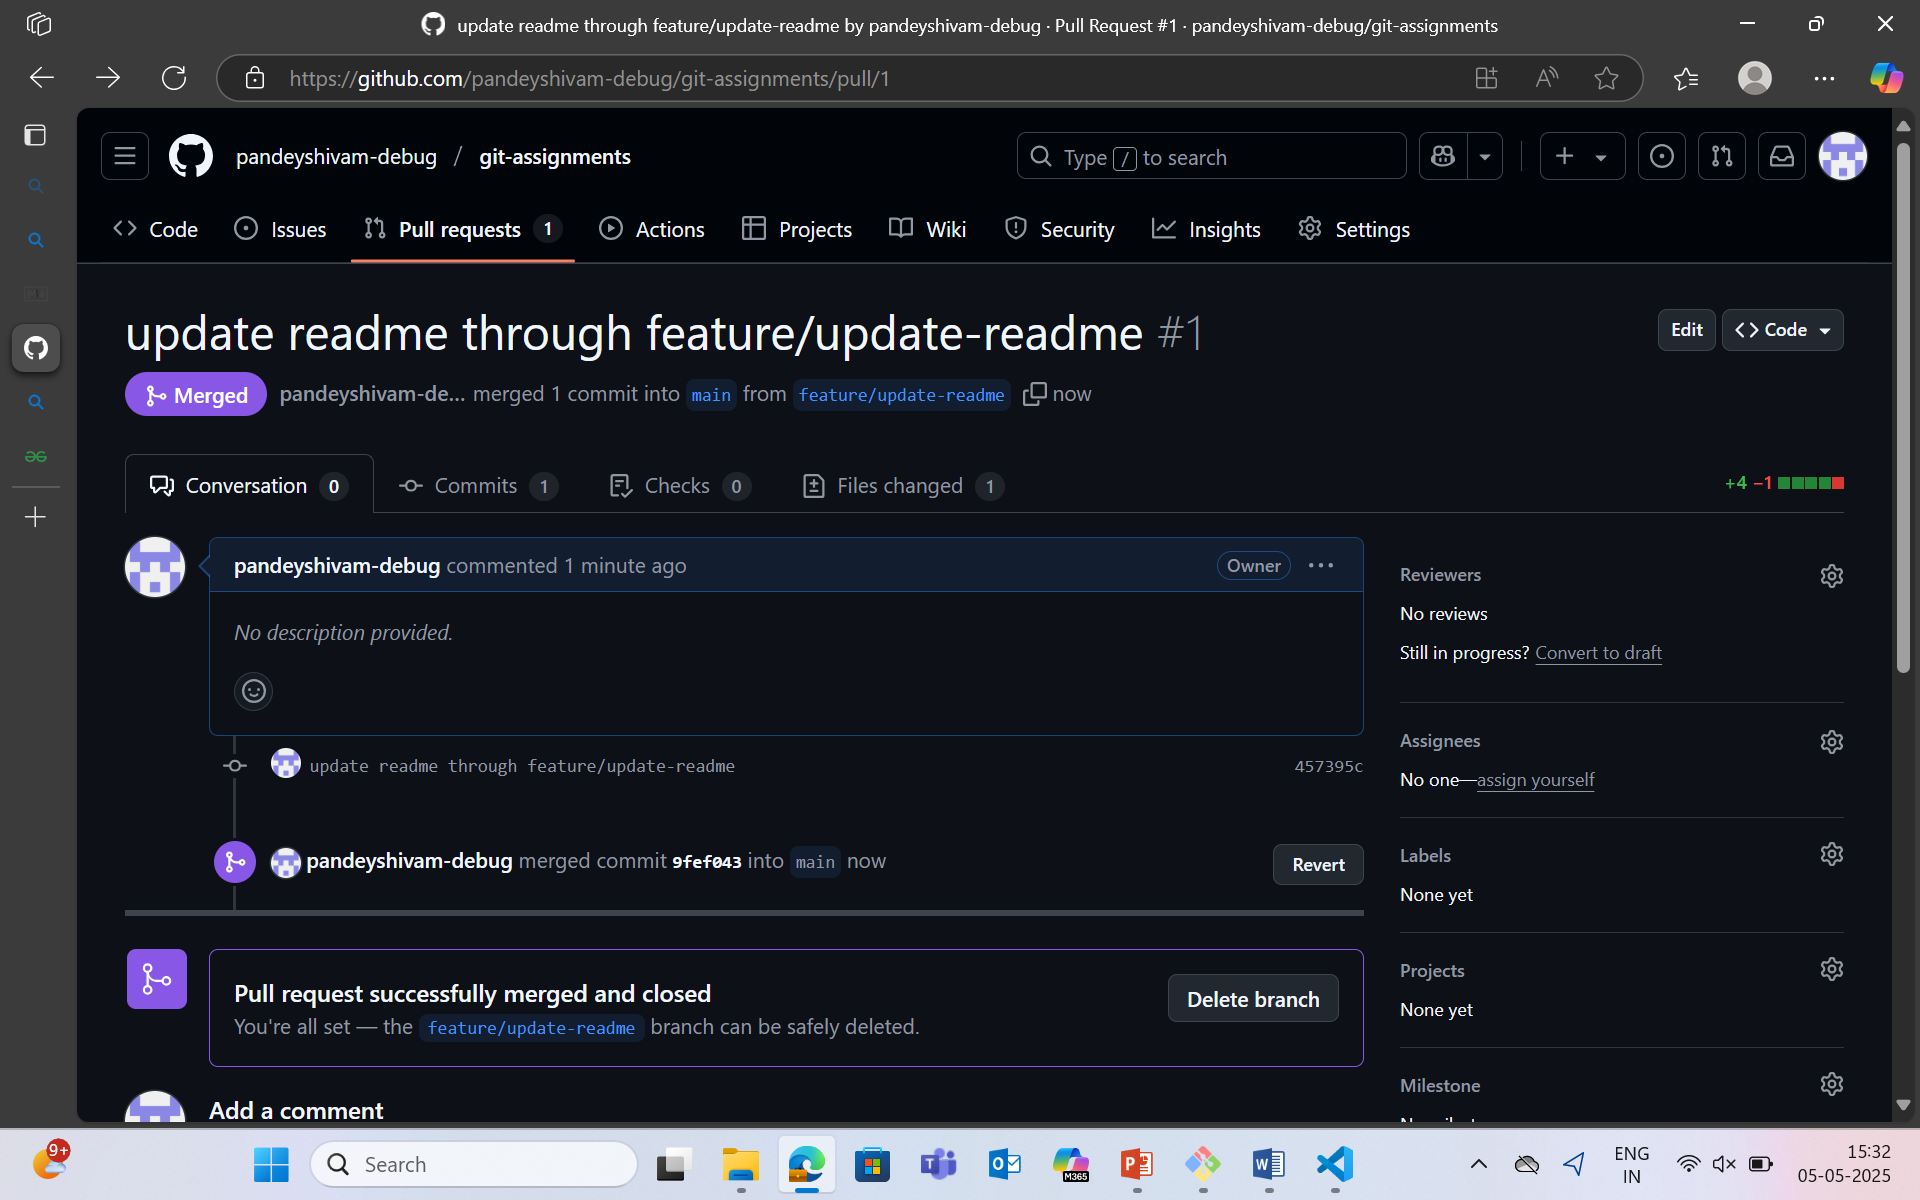 update readme through feature/update-readme by pandeyshivam-debug · Pull Request #1 · pandeyshivam-debug/git-assignments
https://github.com/pandeyshivam-debug/git-assignments/pull/1
pandeyshivam-debug / git-assignments
Type / to search
Code Issues Pull requests 1 Actions Projects Wiki Security Insights Settings
update readme through feature/update-readme #1
Edit Code
Merged pandeyshivam-de... merged 1 commit into main from feature/update-readme now
Conversation 0 Commits 1 Checks 0 Files changed 1
+4 −1
pandeyshivam-debug commented 1 minute ago
Owner
No description provided.
update readme through feature/update-readme 457395c
pandeyshivam-debug merged commit 9fef043 into main now
Revert
Pull request successfully merged and closed
You're all set — the feature/update-readme branch can be safely deleted.
Delete branch
Add a comment
Reviewers
No reviews
Still in progress? Convert to draft
Assignees
No one—assign yourself
Labels
None yet
Projects
None yet
Milestone
9+
Search
M365
ENG
IN
15:32
05-05-2025